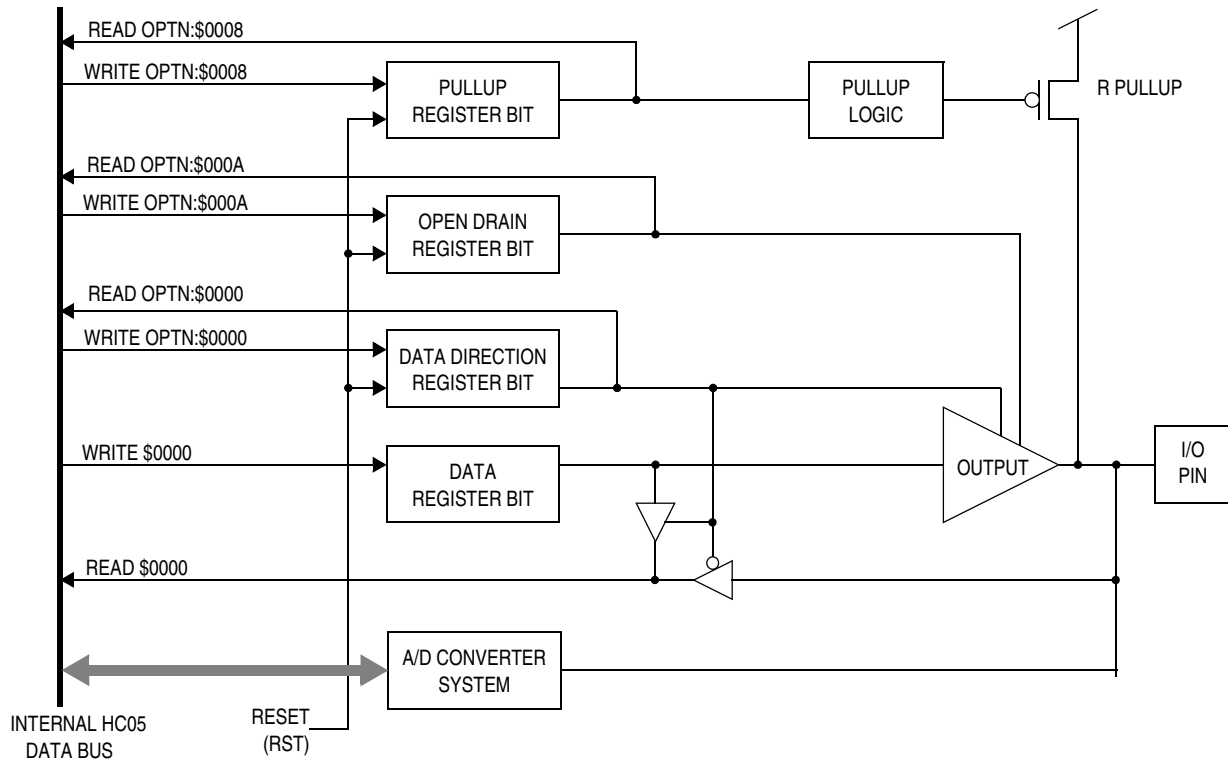 READ OPTN:$0008
WRITE OPTN:$0008
PULLUP
REGISTER BIT
PULLUP
LOGIC
R PULLUP
READ OPTN:$000A
WRITE OPTN:$000A
OPEN DRAIN
REGISTER BIT
READ OPTN:$0000
WRITE OPTN:$0000
DATA DIRECTION
REGISTER BIT
WRITE $0000
DATA
REGISTER BIT
OUTPUT
I/O
PIN
READ $0000
A/D CONVERTER
SYSTEM
INTERNAL HC05
DATA BUS
RESET
(RST)